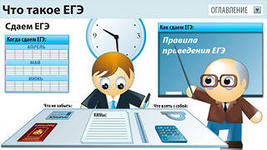 Что такое ЕГЭ
ОГЛАВЛЕНИЕ
Сдаем ЕГЭ
Когда сдаем ЕГЭ:
АПРЕЛЬ
МАЙ
ИЮНЬ
Как сдаем ЕГЭ:
Правила
проведения ЕГЭ
Что не забыть:
КИМы:
Что взять с собой: